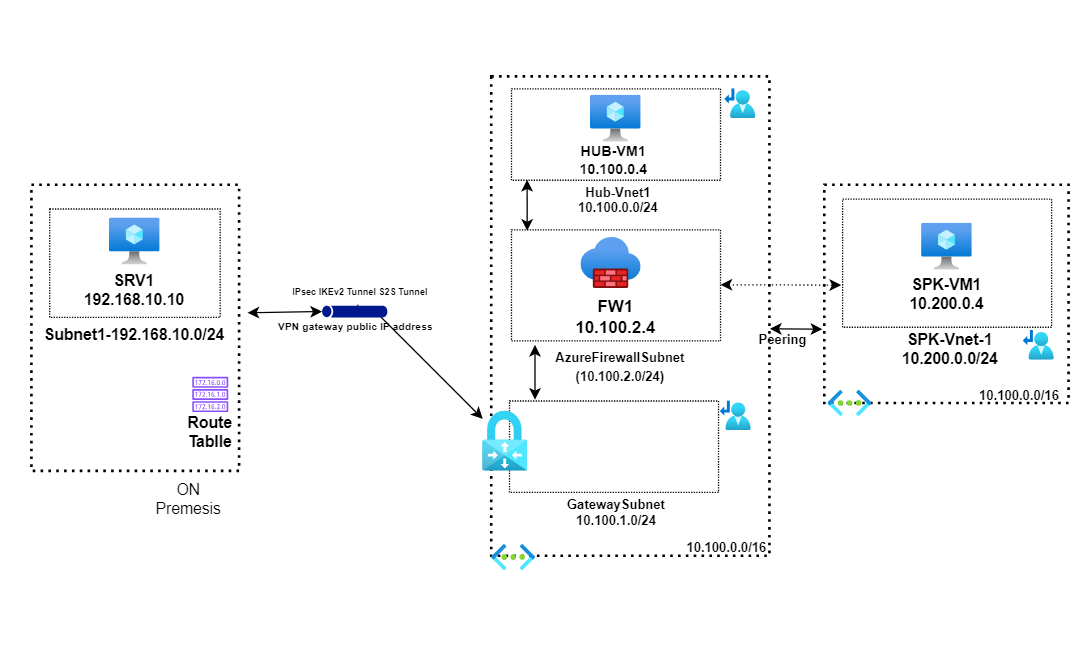 SRV1
192.168.10.10
Subnet1-192.168.10.0/24
172.16.0.0
172.16.1.0
172.16.2.0
Route
Tablle
ON
Premesis
IPsec IKEv2 Tunnel S2S Tunnel
VPN gateway public IP address
HUB-VM1
10.100.0.4
Hub-Vnet1
10.100.0.0/24
FW1
10.100.2.4
AzureFirewallSubnet
(10.100.2.0/24)
GatewaySubnet
10.100.1.0/24
10.100.0.0/16
Peering
SPK-VM1
10.200.0.4
SPK-Vnet-1
10.200.0.0/24
10.100.0.0/16